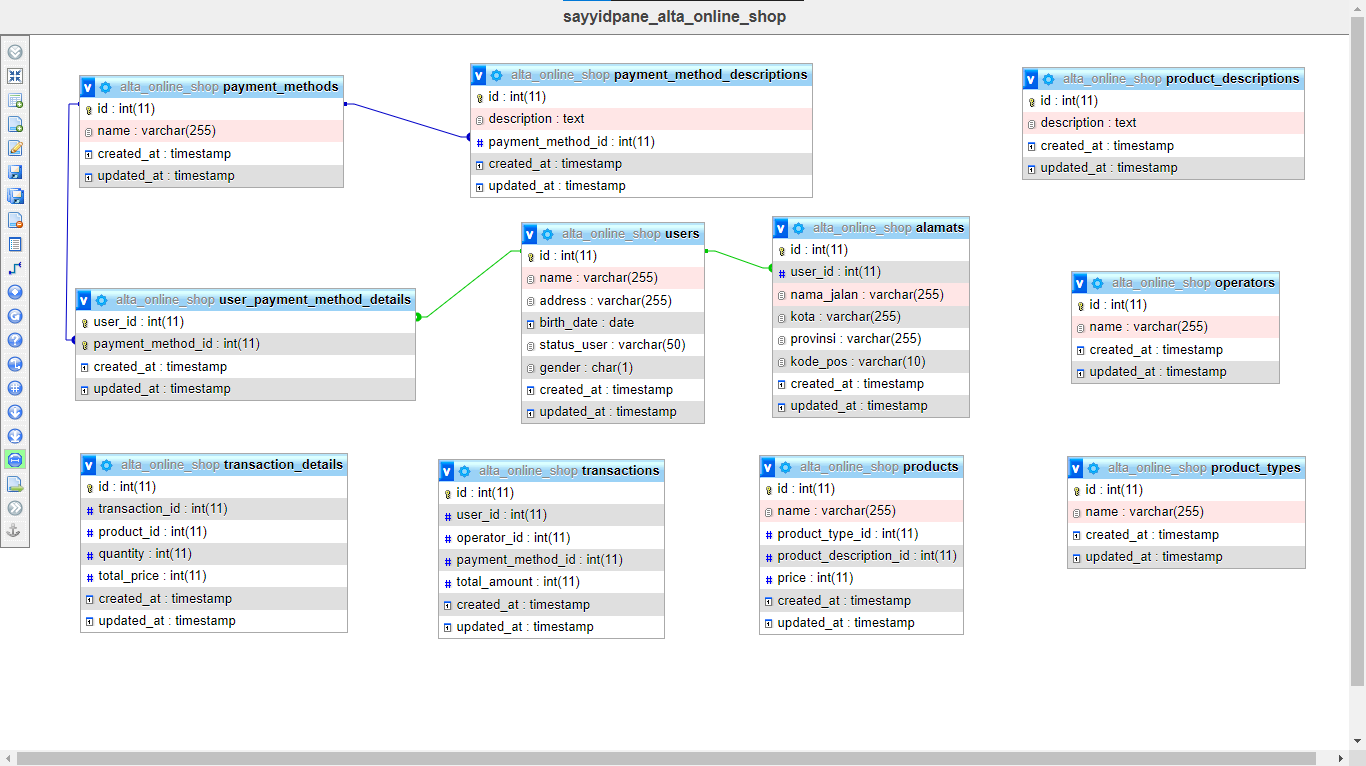 sayyidpane_alta_online_shop
alta_online_shop payment_methods
id : int(11)
name : varchar(255)
created_at : timestamp
updated_at : timestamp
alta_online_shop payment_method_descriptions
id : int(11)
description : text
payment_method_id : int(11)
created_at : timestamp
updated_at : timestamp
alta_online_shop product_descriptions
id : int(11)
description : text
created_at : timestamp
updated_at : timestamp
alta_online_shop user_payment_method_details
user_id : int(11)
payment_method_id : int(11)
created_at : timestamp
updated_at : timestamp
alta_online_shop users
id : int(11)
name : varchar(255)
address : varchar(255)
birth_date : date
status_user : varchar(50)
gender : char(1)
created_at : timestamp
updated_at : timestamp
alta_online_shop alamats
id : int(11)
user_id : int(11)
nama_jalan : varchar(255)
kota : varchar(255)
provinsi : varchar(255)
kode_pos : varchar(10)
created_at : timestamp
updated_at : timestamp
alta_online_shop operators
id : int(11)
name : varchar(255)
created_at : timestamp
updated_at : timestamp
alta_online_shop transaction_details
id : int(11)
transaction_id : int(11)
product_id : int(11)
quantity : int(11)
total_price : int(11)
created_at : timestamp
updated_at : timestamp
alta_online_shop transactions
id : int(11)
user_id : int(11)
operator_id : int(11)
payment_method_id : int(11)
total_amount : int(11)
created_at : timestamp
updated_at : timestamp
alta_online_shop products
id : int(11)
name : varchar(255)
product_type_id : int(11)
product_description_id : int(11)
price : int(11)
created_at : timestamp
updated_at : timestamp
alta_online_shop product_types
id : int(11)
name : varchar(255)
created_at : timestamp
updated_at : timestamp